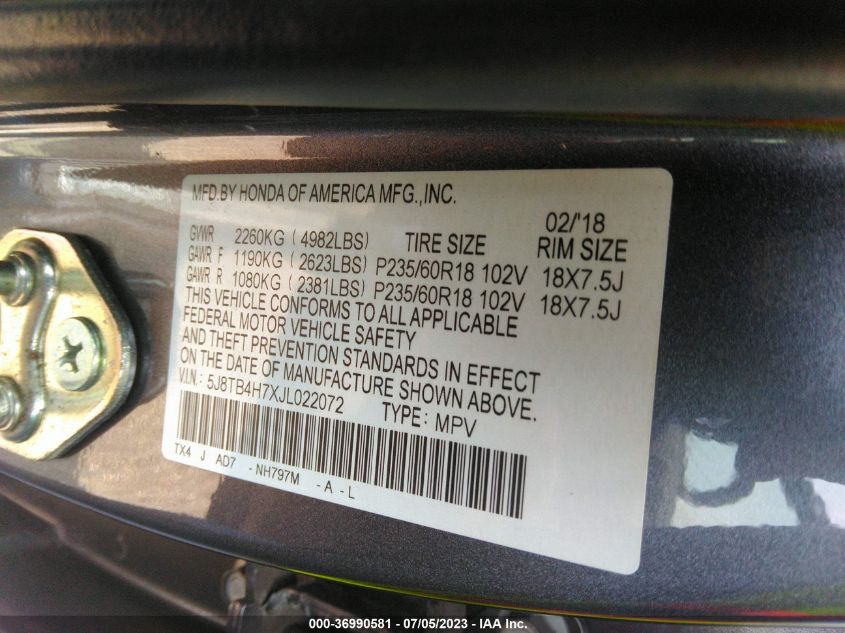 MFD.BY HONDA OF AMERICA MFG.,INC.
02/'18
GVWR 2260KG ( 4982LBS) TIRE SIZE RIM SIZE
GAWR F 1190KG ( 2623LBS) P235/60R18 102V 18X7.5J
GAWR R 1080KG ( 2381LBS) P235/60R18 102V 18X7.5J
THIS VEHICLE CONFORMS TO ALL APPLICABLE
FEDERAL MOTOR VEHICLE SAFETY
AND THEFT PREVENTION STANDARDS IN EFFECT
ON THE DATE OF MANUFACTURE SHOWN ABOVE.
V.I.N.: 5J8TB4H7XJL022072 TYPE: MPV
TX4 J AD7 -NH797M -A-L
000-36990581 - 07/05/2023 - IAA Inc.